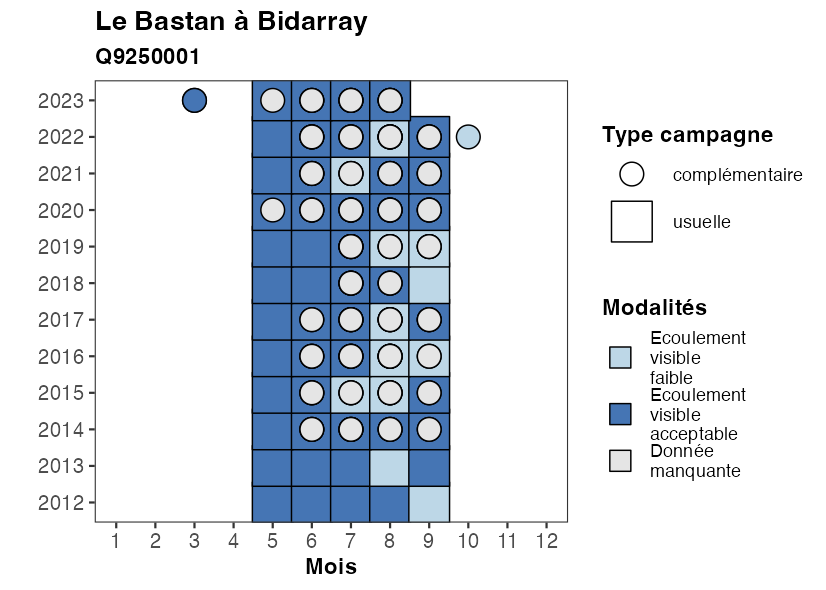 Le Bastan à Bidarray
Q9250001
2023
2022
2021
2020
2019
2018
2017
2016
2015
2014
2013
2012
1 2 3 4 5 6 7 8 9 10 11 12
Mois
Type campagne
complémentaire
usuelle
Modalités
Ecoulement
visible
faible
Ecoulement
visible
acceptable
Donnée
manquante